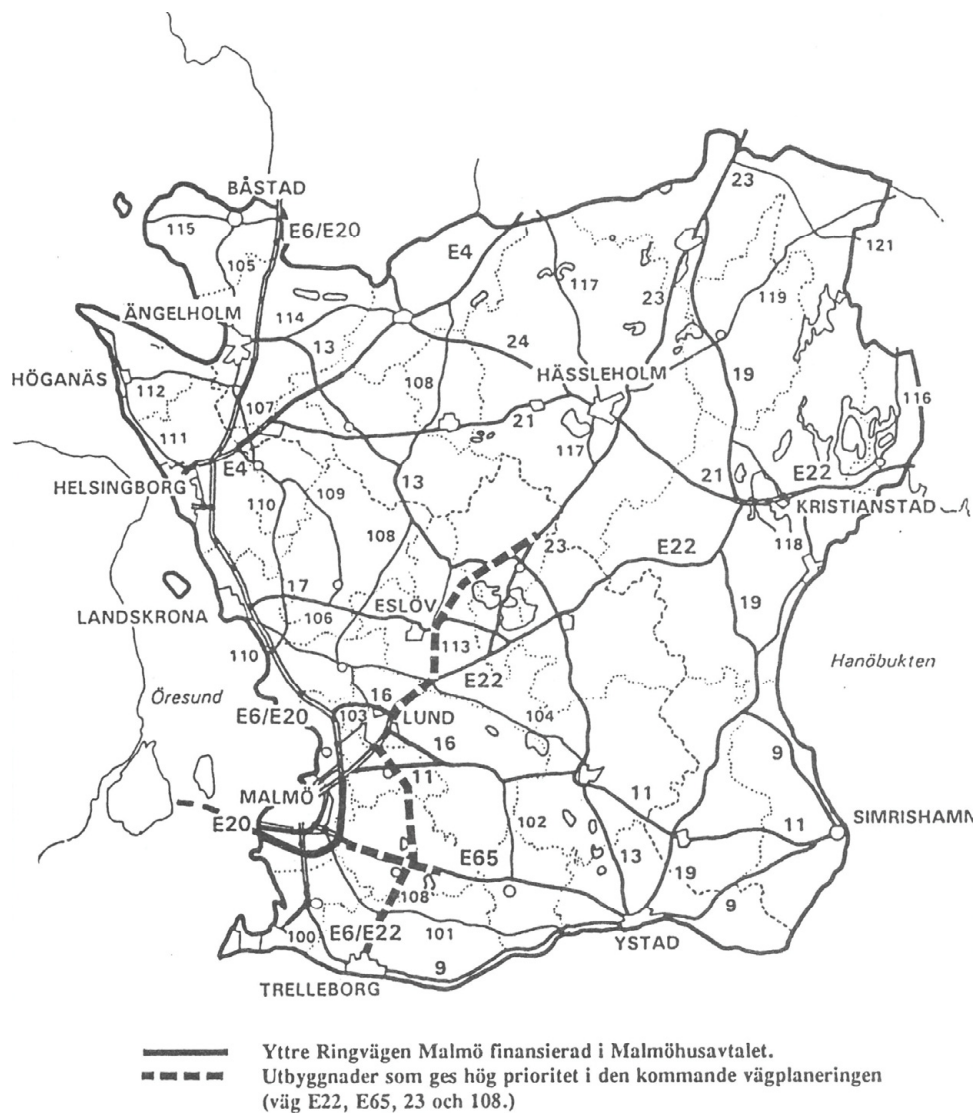 23
BÅSTAD
115
E6/E20
121
E4
105
117
119
23
ÄNGELHOLM
114
13
24
HÄSSLEHOLM
HÖGANÄS
112
108
19
107
116
21
111
117
E4
21
E22
HELSINGBORG
13
KRISTIANSTAD
110
109
118
108
23
E22
17
ESLÖV
19
LANDSKRONA
106
113
110
E22
Hanöbukten
Öresund
16
E6/E20
103
LUND
104
16
9
11
MALMÖ
11
E20
102
11
SIMRISHAMN
E65
13
19
108
9
E6/E22
100
101
YSTAD
9
TRELLEBORG
Yttre Ringvägen Malmö finansierad i Malmöhusavtalet.
Utbyggnader som ges hög prioritet i den kommande vägplaneringen
(väg E22, E65, 23 och 108.)